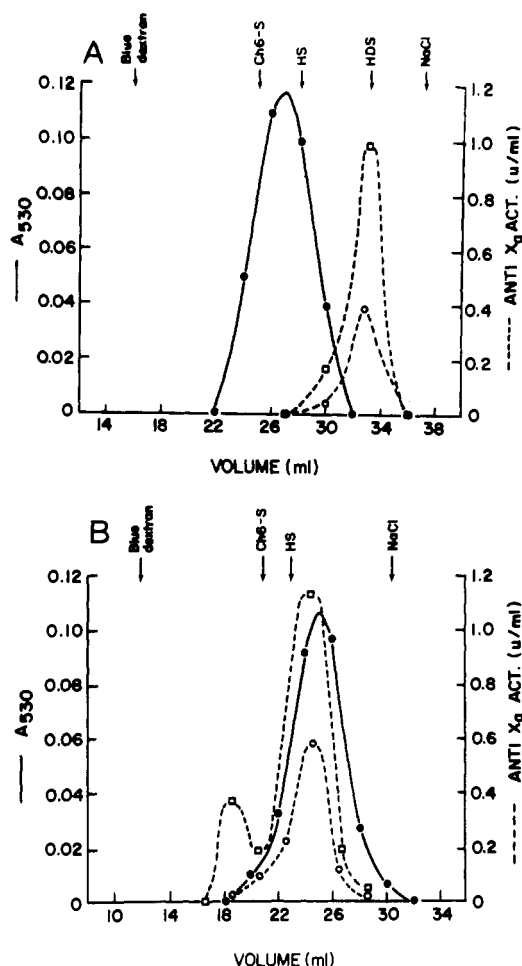 A
Blue dextran
Ch6-S
HS
HDS
NaCl
0.12
0.10
0.08
0.06
0.04
0.02
0
A530
1.2
1.0
0.8
0.6
0.4
0.2
0
ANTI Xa ACT. (u/ml)
14
22
26
30
38
VOLUME (ml)
B
Blue dextran
Ch6-S
HS
NaCl
0.12
0.10
0.08
0.06
0.04
0.02
0
A530
1.2
1.0
0.8
0.6
0.4
0.2
0
ANTI Xa ACT. (u/ml)
10
14
18
22
26
30
VOLUME (ml)